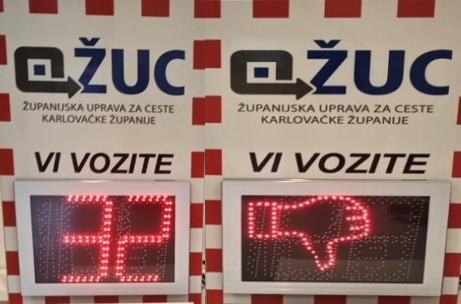 ŽUC
ŽUPANIJSKA UPRAVA ZA CESTE
KARLOVAČKE ŽUPANIJE
VI VOZITE
32
ŽUC
ŽUPANIJSKA UPRAVA ZA CESTE
KARLOVAČKE ŽUPANIJE
VI VOZITE